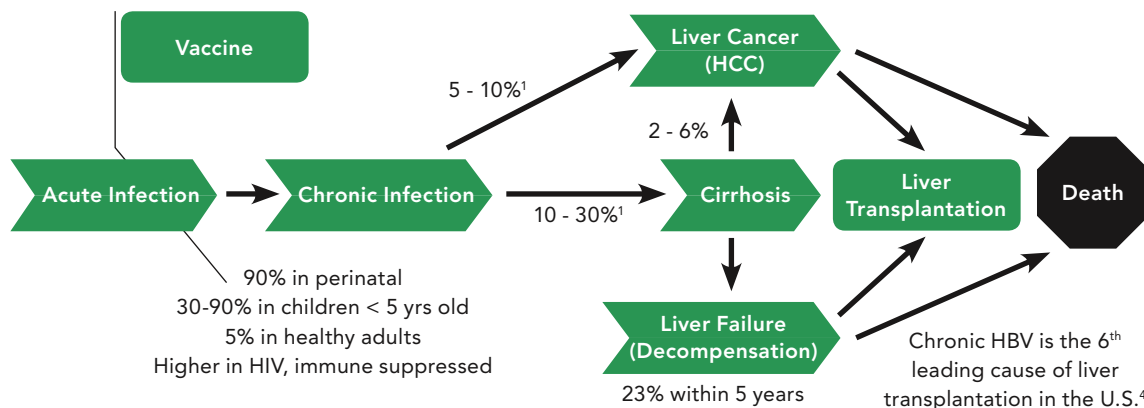 Vaccine
Liver Cancer
(HCC)
5 - 10%¹
2 - 6%
Acute Infection
Chronic Infection
10 - 30%¹
Cirrhosis
Liver
Transplantation
Death
90% in perinatal
30-90% in children < 5 yrs old
5% in healthy adults
Higher in HIV, immune suppressed
Liver Failure
(Decompensation)
23% within 5 years
Chronic HBV is the 6th
leading cause of liver
transplantation in the U.S.⁴